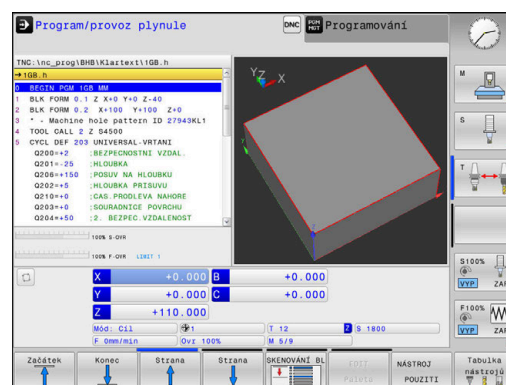 Program/provoz plynule
DNC
PGM MGT
Programování
TNC:\nc_prog\BHB\Klartext\1GB.h
→1GB.h
0 BEGIN PGM 1GB MM
1 BLK FORM 0.1 Z X+0 Y+0 Z-40
2 BLK FORM 0.2 X+100 Y+100 Z+0
3 * - Machine hole pattern ID 27943KL1
4 TOOL CALL 2 Z S4500
5 CYCL DEF 203 UNIVERSAL-VRTANI
Q200=+2 ;BEZPECNOSTNI VZDAL.
Q201=-25 ;HLOUBKA
Q206=+150 ;POSUV NA HLOUBKU
Q202=+5 ;HLOUBKA PRISUVU
Q210=+0 ;CAS.PRODLEVA NAHORE
Q203=+0 ;SOURADNICE POVRCHU
Q204=+50 ;2. BEZPEC.VZDALENOST
Y Z X
100% S-OVR
100% F-OVR LIMIT 1
X +0.000 B +0.000
Y +0.000 C +0.000
Z +110.000
Mód: Cíl 1 T 12 Z S 1800
F 0mm/min Ovr 100% M 5/9
M
S
T
S100%
VYP ZAP
F100%
VYP ZAP
Začátek
Konec
Strana
Strana
SKENOVÁNÍ BL
EDIT Paleta
NÁSTROJ POUZITI
Tabulka nástrojů